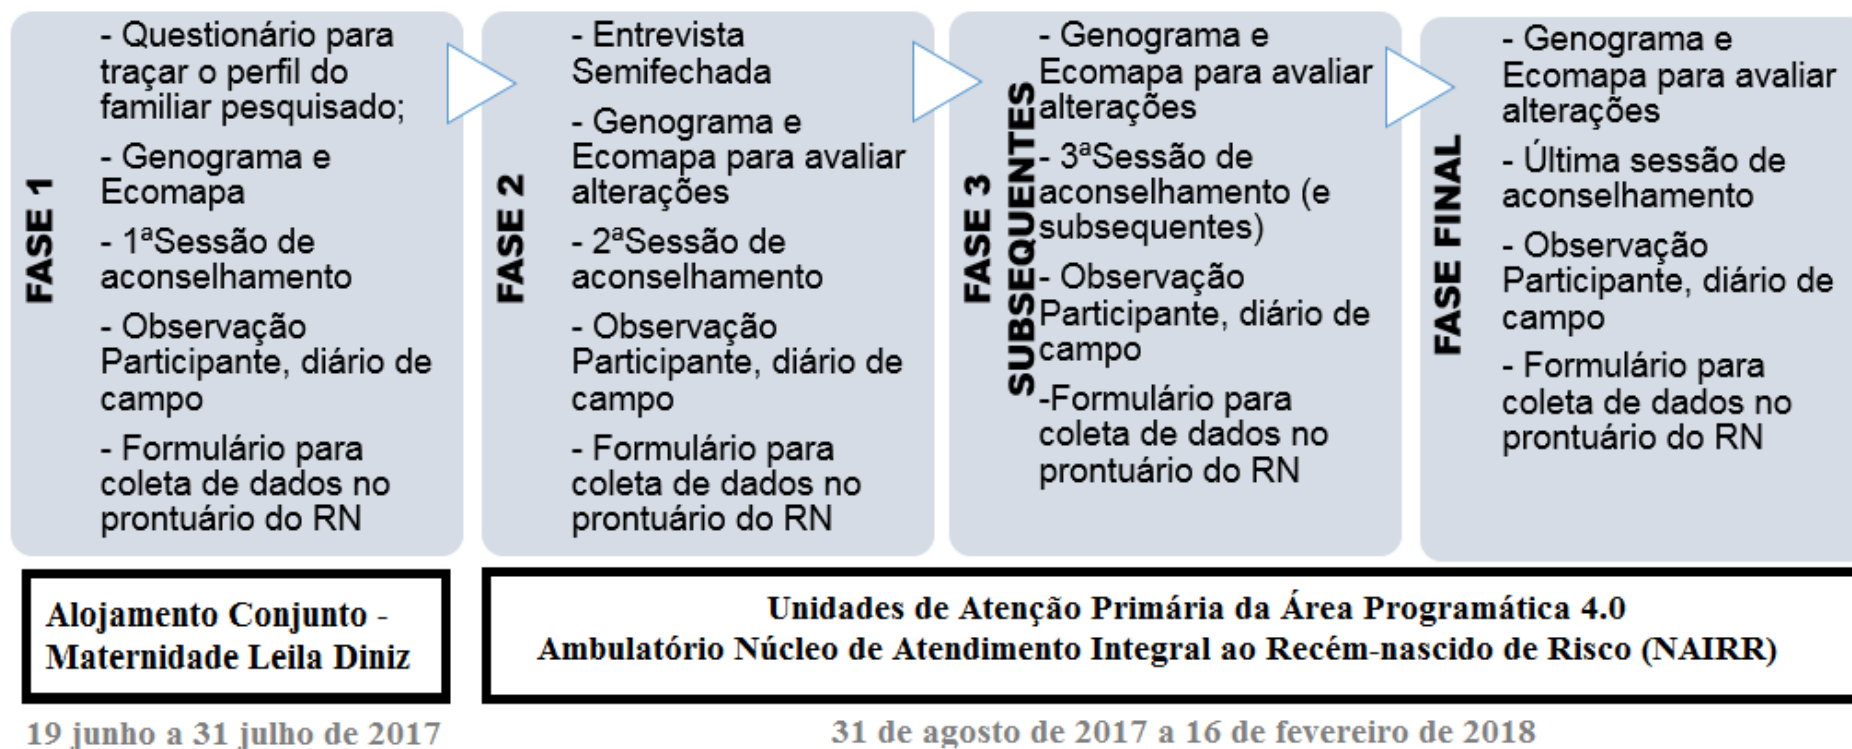 FASE 1
- Questionário para
traçar o perfil do
familiar pesquisado;
- Genograma e
Ecomapa
- 1ªSessão de
aconselhamento
- Observação
Participante, diário de
campo
- Formulário para
coleta de dados no
prontuário do RN
FASE 2
- Entrevista
Semifechada
- Genograma e
Ecomapa para avaliar
alterações
- 2ªSessão de
aconselhamento
- Observação
Participante, diário de
campo
- Formulário para
coleta de dados no
prontuário do RN
FASE 3
SUBSEQUENTES
- Genograma e
Ecomapa para avaliar
alterações
- 3ªSessão de
aconselhamento (e
subsequentes)
- Observação
Participante, diário de
campo
-Formulário para
coleta de dados no
prontuário do RN
FASE FINAL
- Genograma e
Ecomapa para avaliar
alterações
- Última sessão de
aconselhamento
- Observação
Participante, diário de
campo
- Formulário para
coleta de dados no
prontuário do RN
Alojamento Conjunto -
Maternidade Leila Diniz
Unidades de Atenção Primária da Área Programática 4.0
Ambulatório Núcleo de Atendimento Integral ao Recém-nascido de Risco (NAIRR)
19 junho a 31 julho de 2017
31 de agosto de 2017 a 16 de fevereiro de 2018